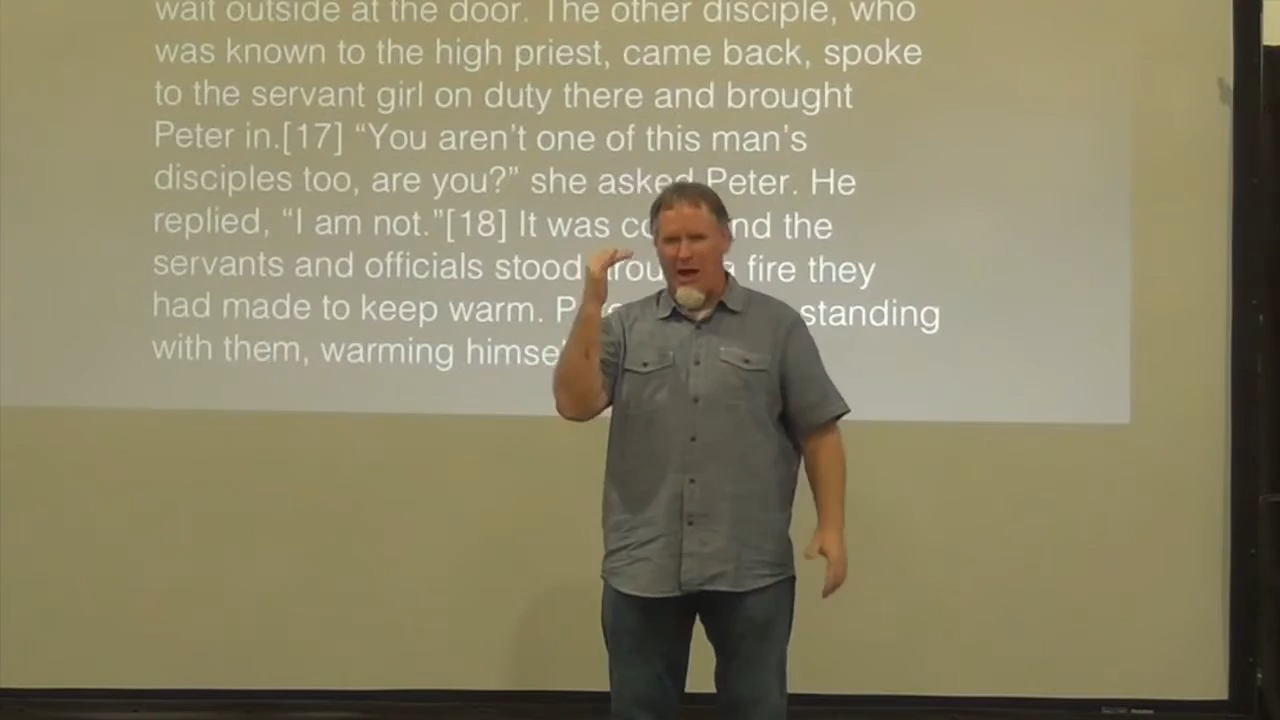 wait outside at the door. The other disciple, who
was known to the high priest, came back, spoke
to the servant girl on duty there and brought
Peter in.[17] “You aren’t one of this man’s
disciples too, are you?” she asked Peter. He
replied, “I am not.”[18] It was co nd the
servants and officials stood arou a fire they
had made to keep warm. standing
with them, warming himse